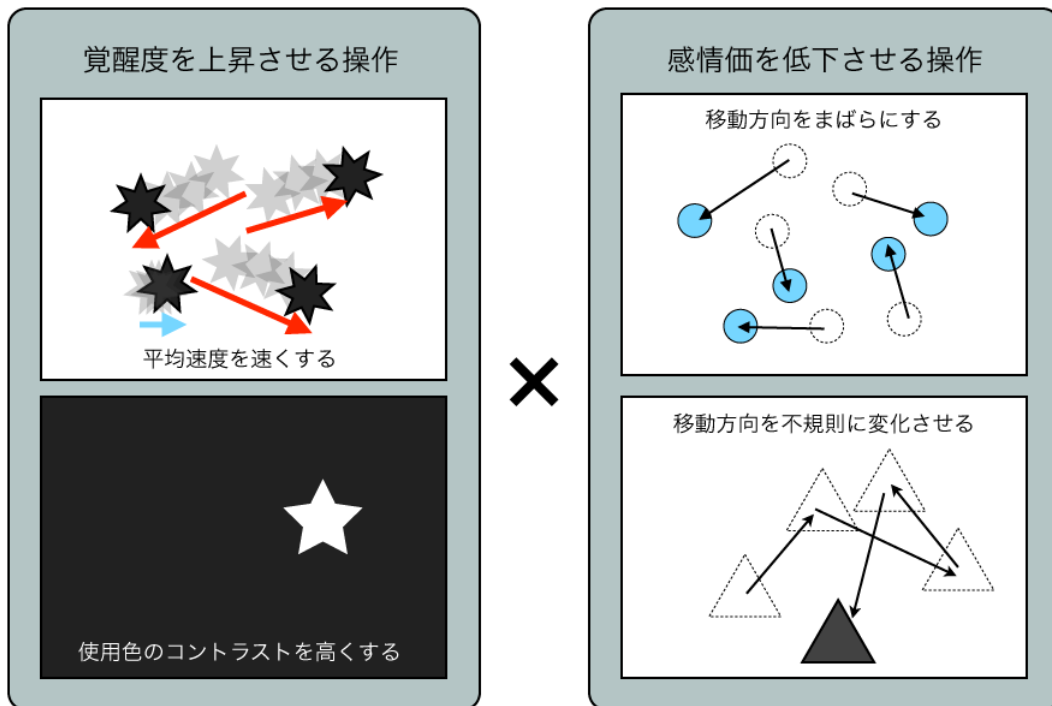 覚醒度を上昇させる操作
平均速度を速くする
使用色のコントラストを高くする
×
感情価を低下させる操作
移動方向をまばらにする
移動方向を不規則に変化させる